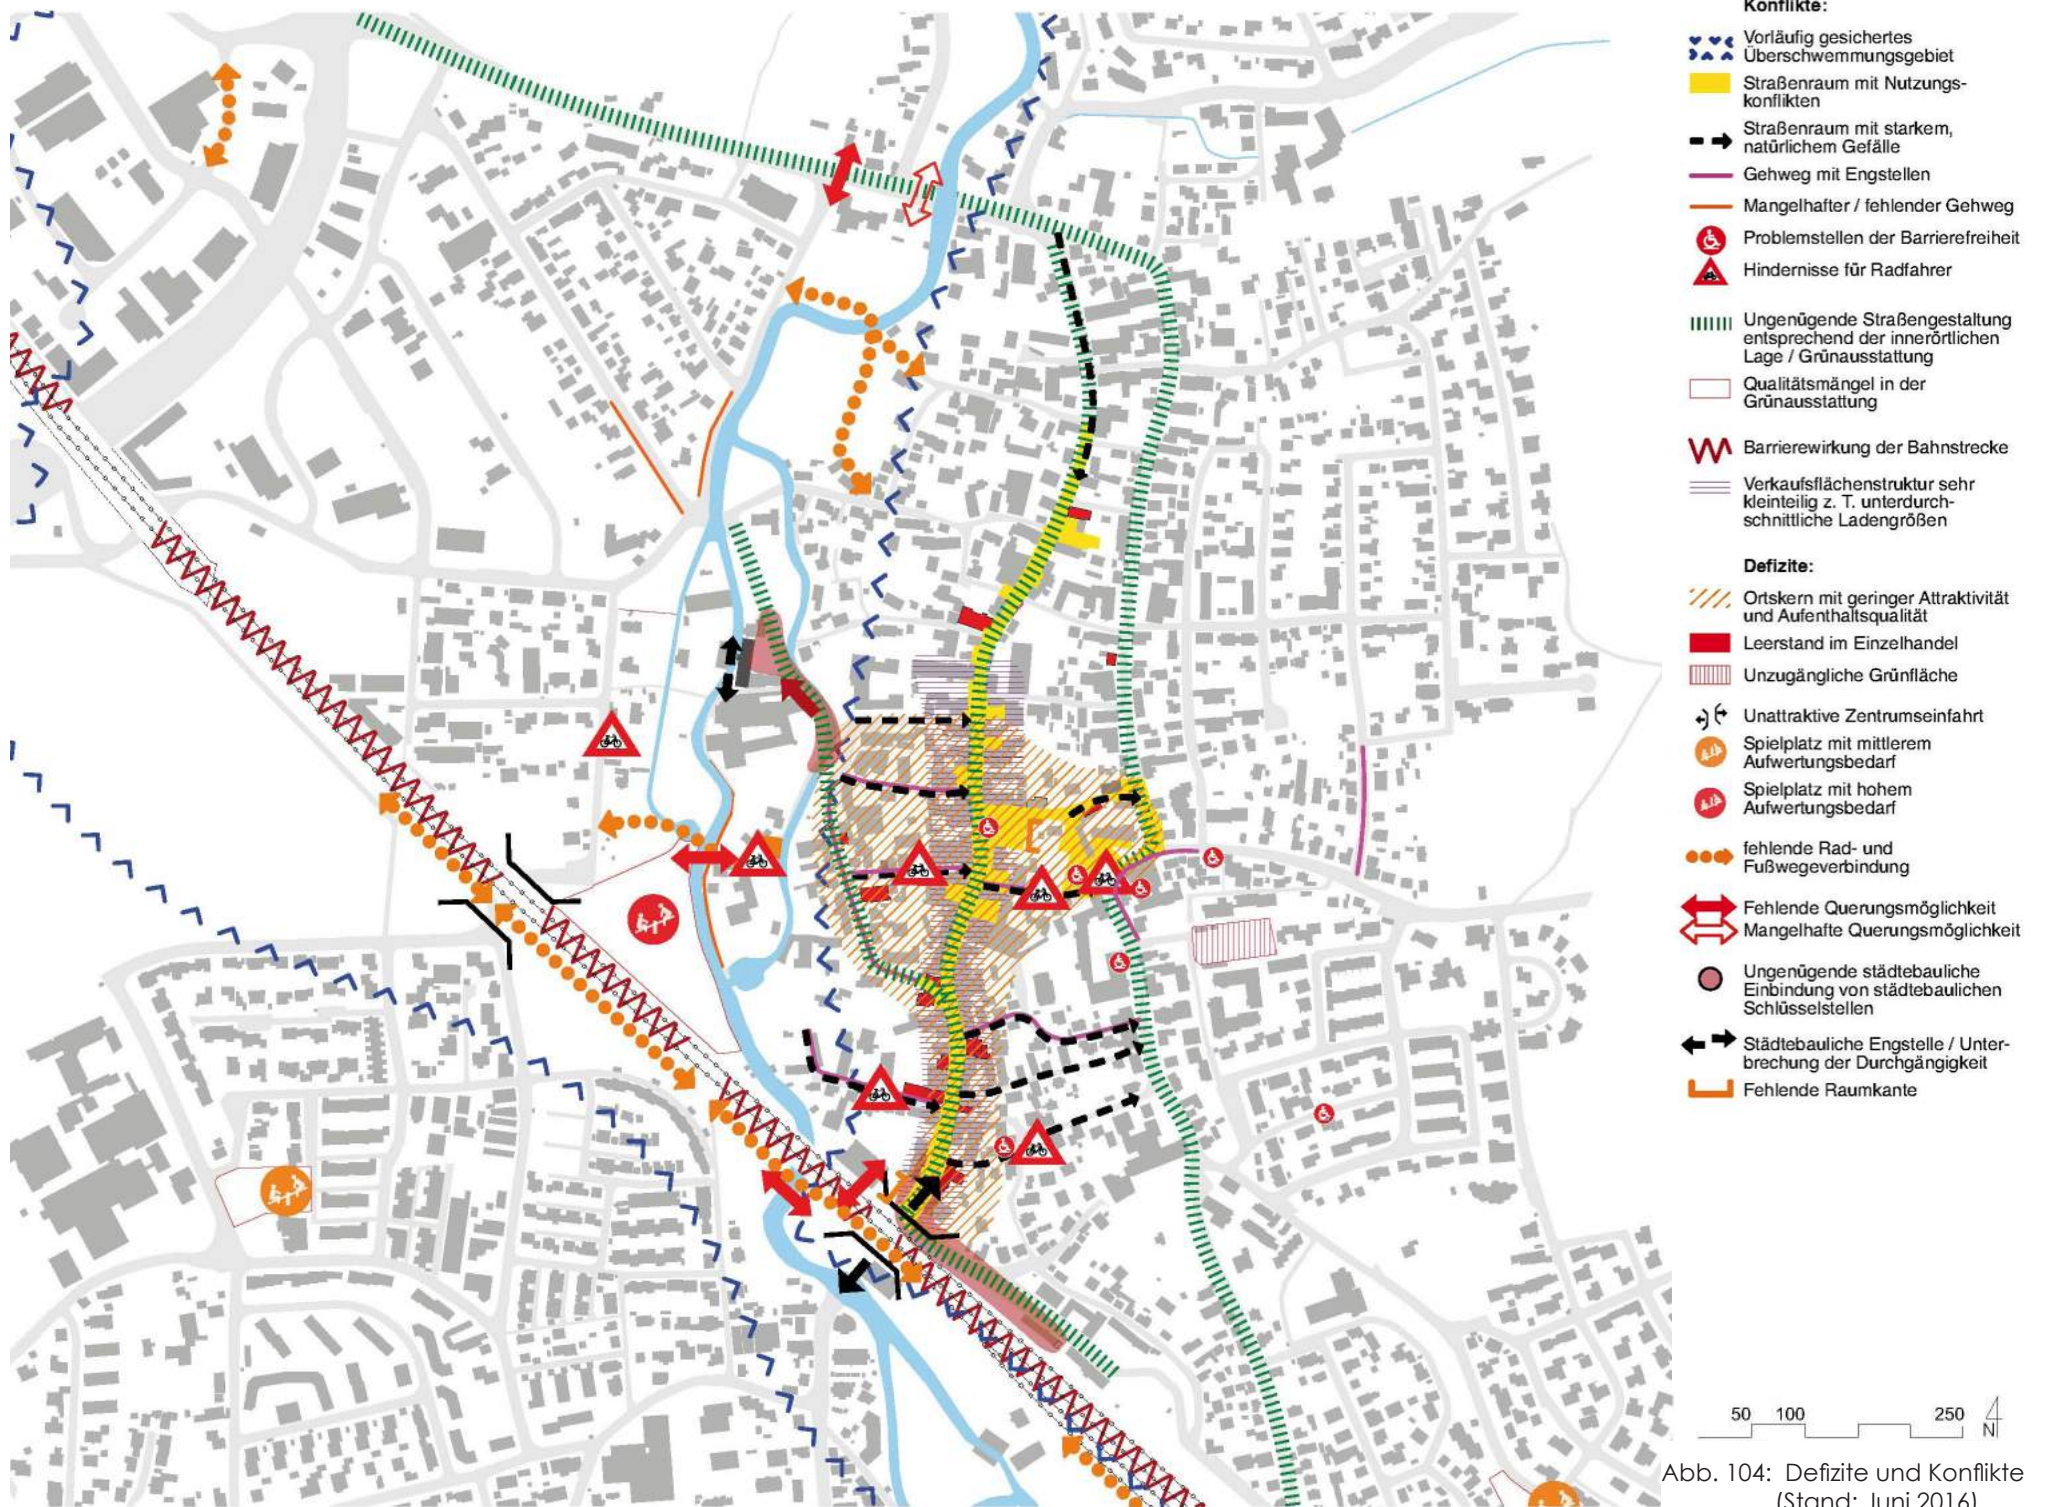 Konflikte:
Vorläufig gesichertes
Überschwemmungsgebiet
Straßenraum mit Nutzungs-
konflikten
Straßenraum mit starkem,
natürlichem Gefälle
Gehweg mit Engstellen
Mangelhafter / fehlender Gehweg
Problemstellen der Barrierefreiheit
Hindernisse für Radfahrer
Ungenügende Straßengestaltung
entsprechend der innerörtlichen
Lage / Grünausstattung
Qualitätsmängel in der
Grünausstattung
Barrierewirkung der Bahnstrecke
Verkaufsflächenstruktur sehr
kleinteilig z. T. unterdurch-
schnittliche Ladengrößen
Defizite:
Ortskern mit geringer Attraktivität
und Aufenthaltsqualität
Leerstand im Einzelhandel
Unzugängliche Grünfläche
Unattraktive Zentrumseinfahrt
Spielplatz mit mittlerem
Aufwertungsbedarf
Spielplatz mit hohem
Aufwertungsbedarf
fehlende Rad- und
Fußwegeverbindung
Fehlende Querungsmöglichkeit
Mangelhafte Querungsmöglichkeit
Ungenügende städtebauliche
Einbindung von städtebaulichen
Schlüsselstellen
Städtebauliche Engstelle / Unter-
brechung der Durchgängigkeit
Fehlende Raumkante
50 100 250 N
Abb. 104: Defizite und Konflikte
(Stand: Juni 2016)